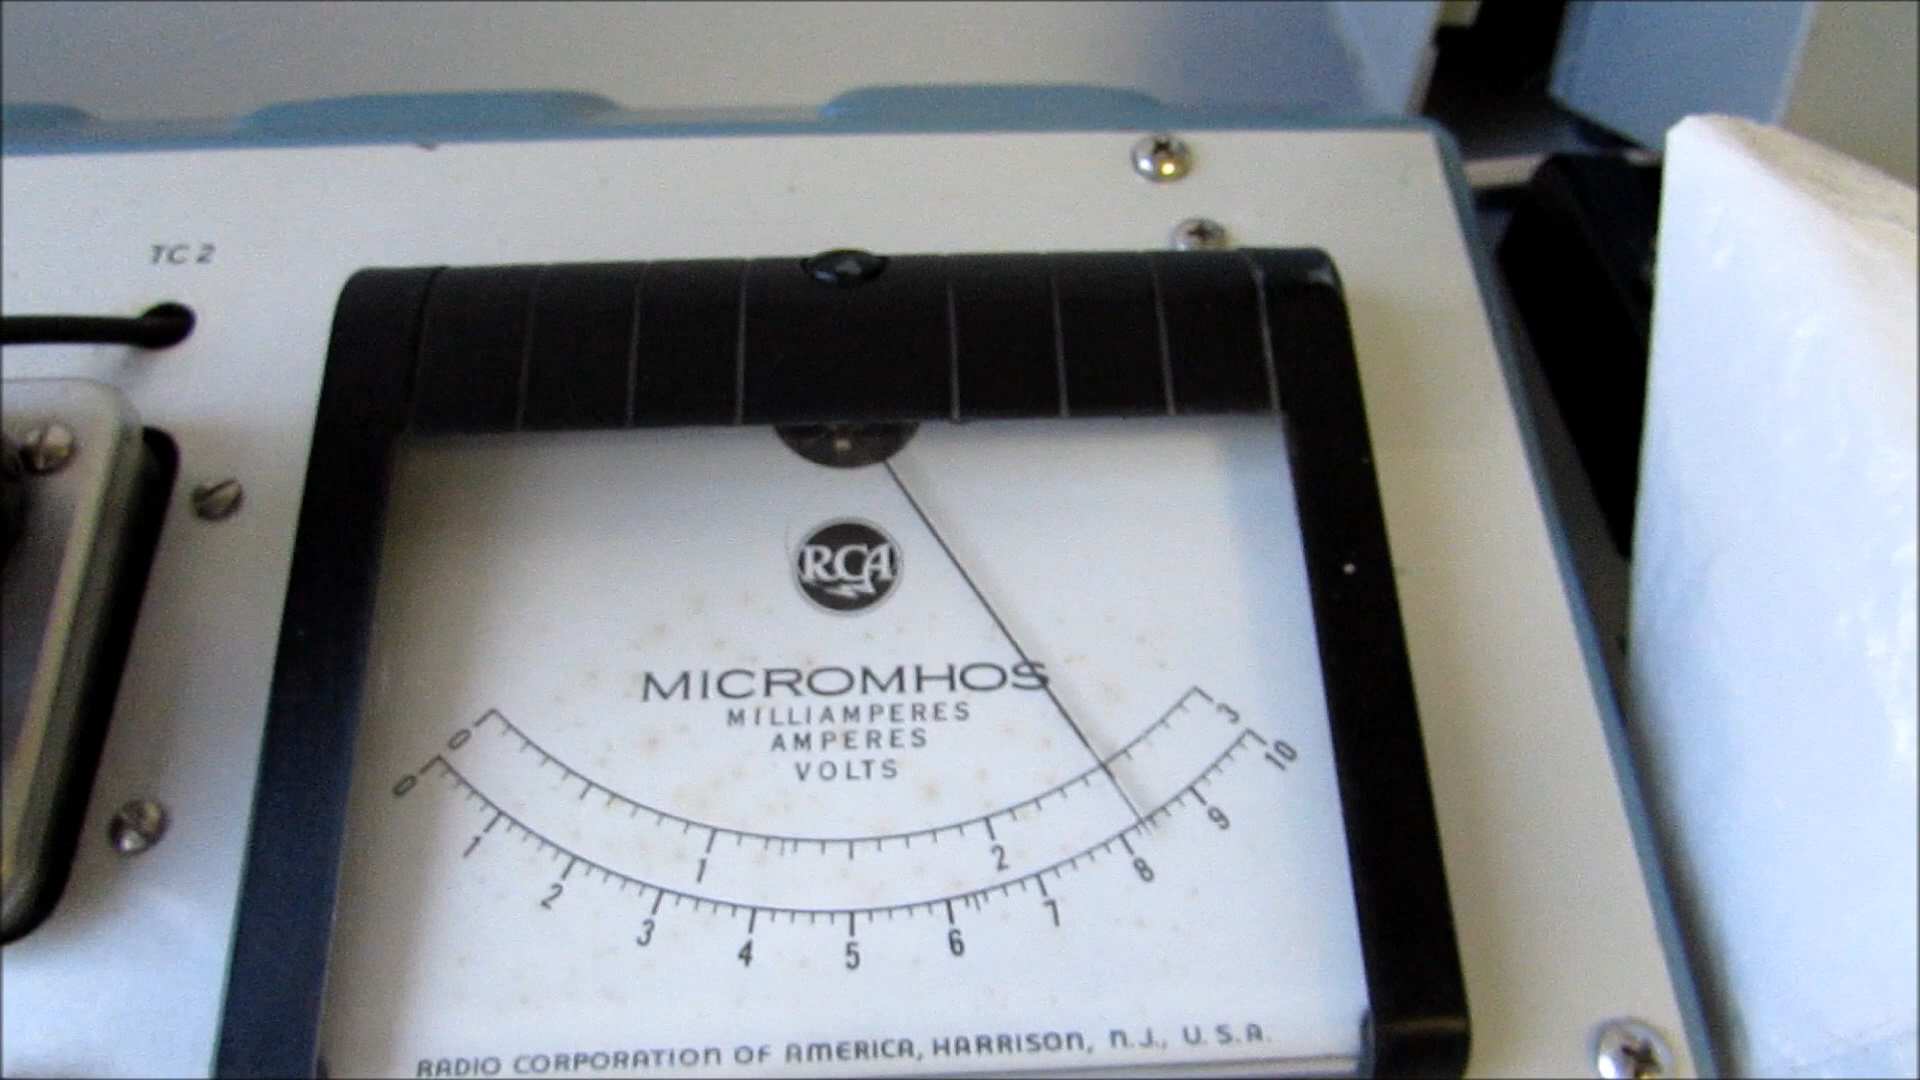 TC 2
RCA
MICROMHOS
MILLIAMPERES
AMPERES
VOLTS
0 1 2 3
0 1 2 3 4 5 6 7 8 9 10
RADIO CORPORATION OF AMERICA, HARRISON, N.J., U.S.A.